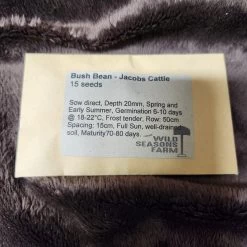 Bush Bean - Jacobs Cattle
15 seeds
Sow direct, Depth 20mm, Spring and
Early Summer, Germination 6-10 days
@ 18-22°C, Frost tender, Row: 50cm
Spacing: 15cm, Full Sun, well-drained
soil, Maturity70-80 days.
WILD
SEASONS
FARM